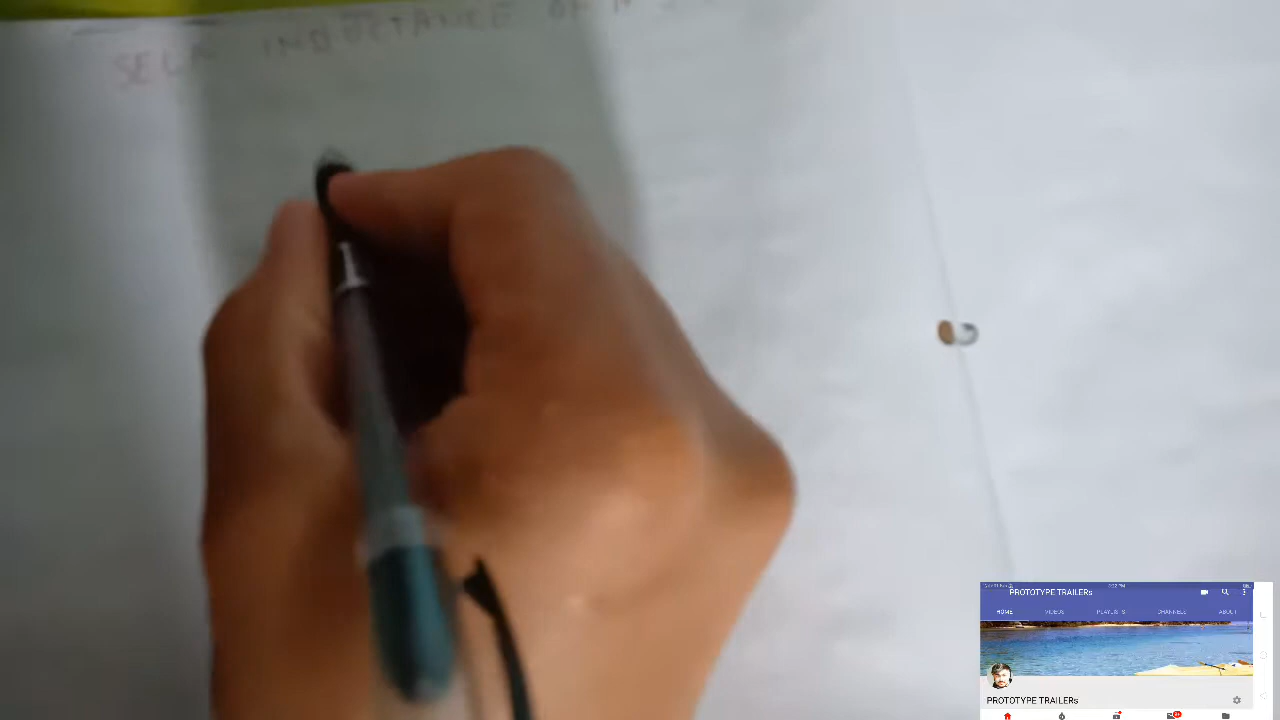 SELF INDUCTANCE OF A
PROTOTYPE TRAILERs
HOME VIDEOS PLAYLISTS CHANNELS ABOUT
PROTOTYPE TRAILERs